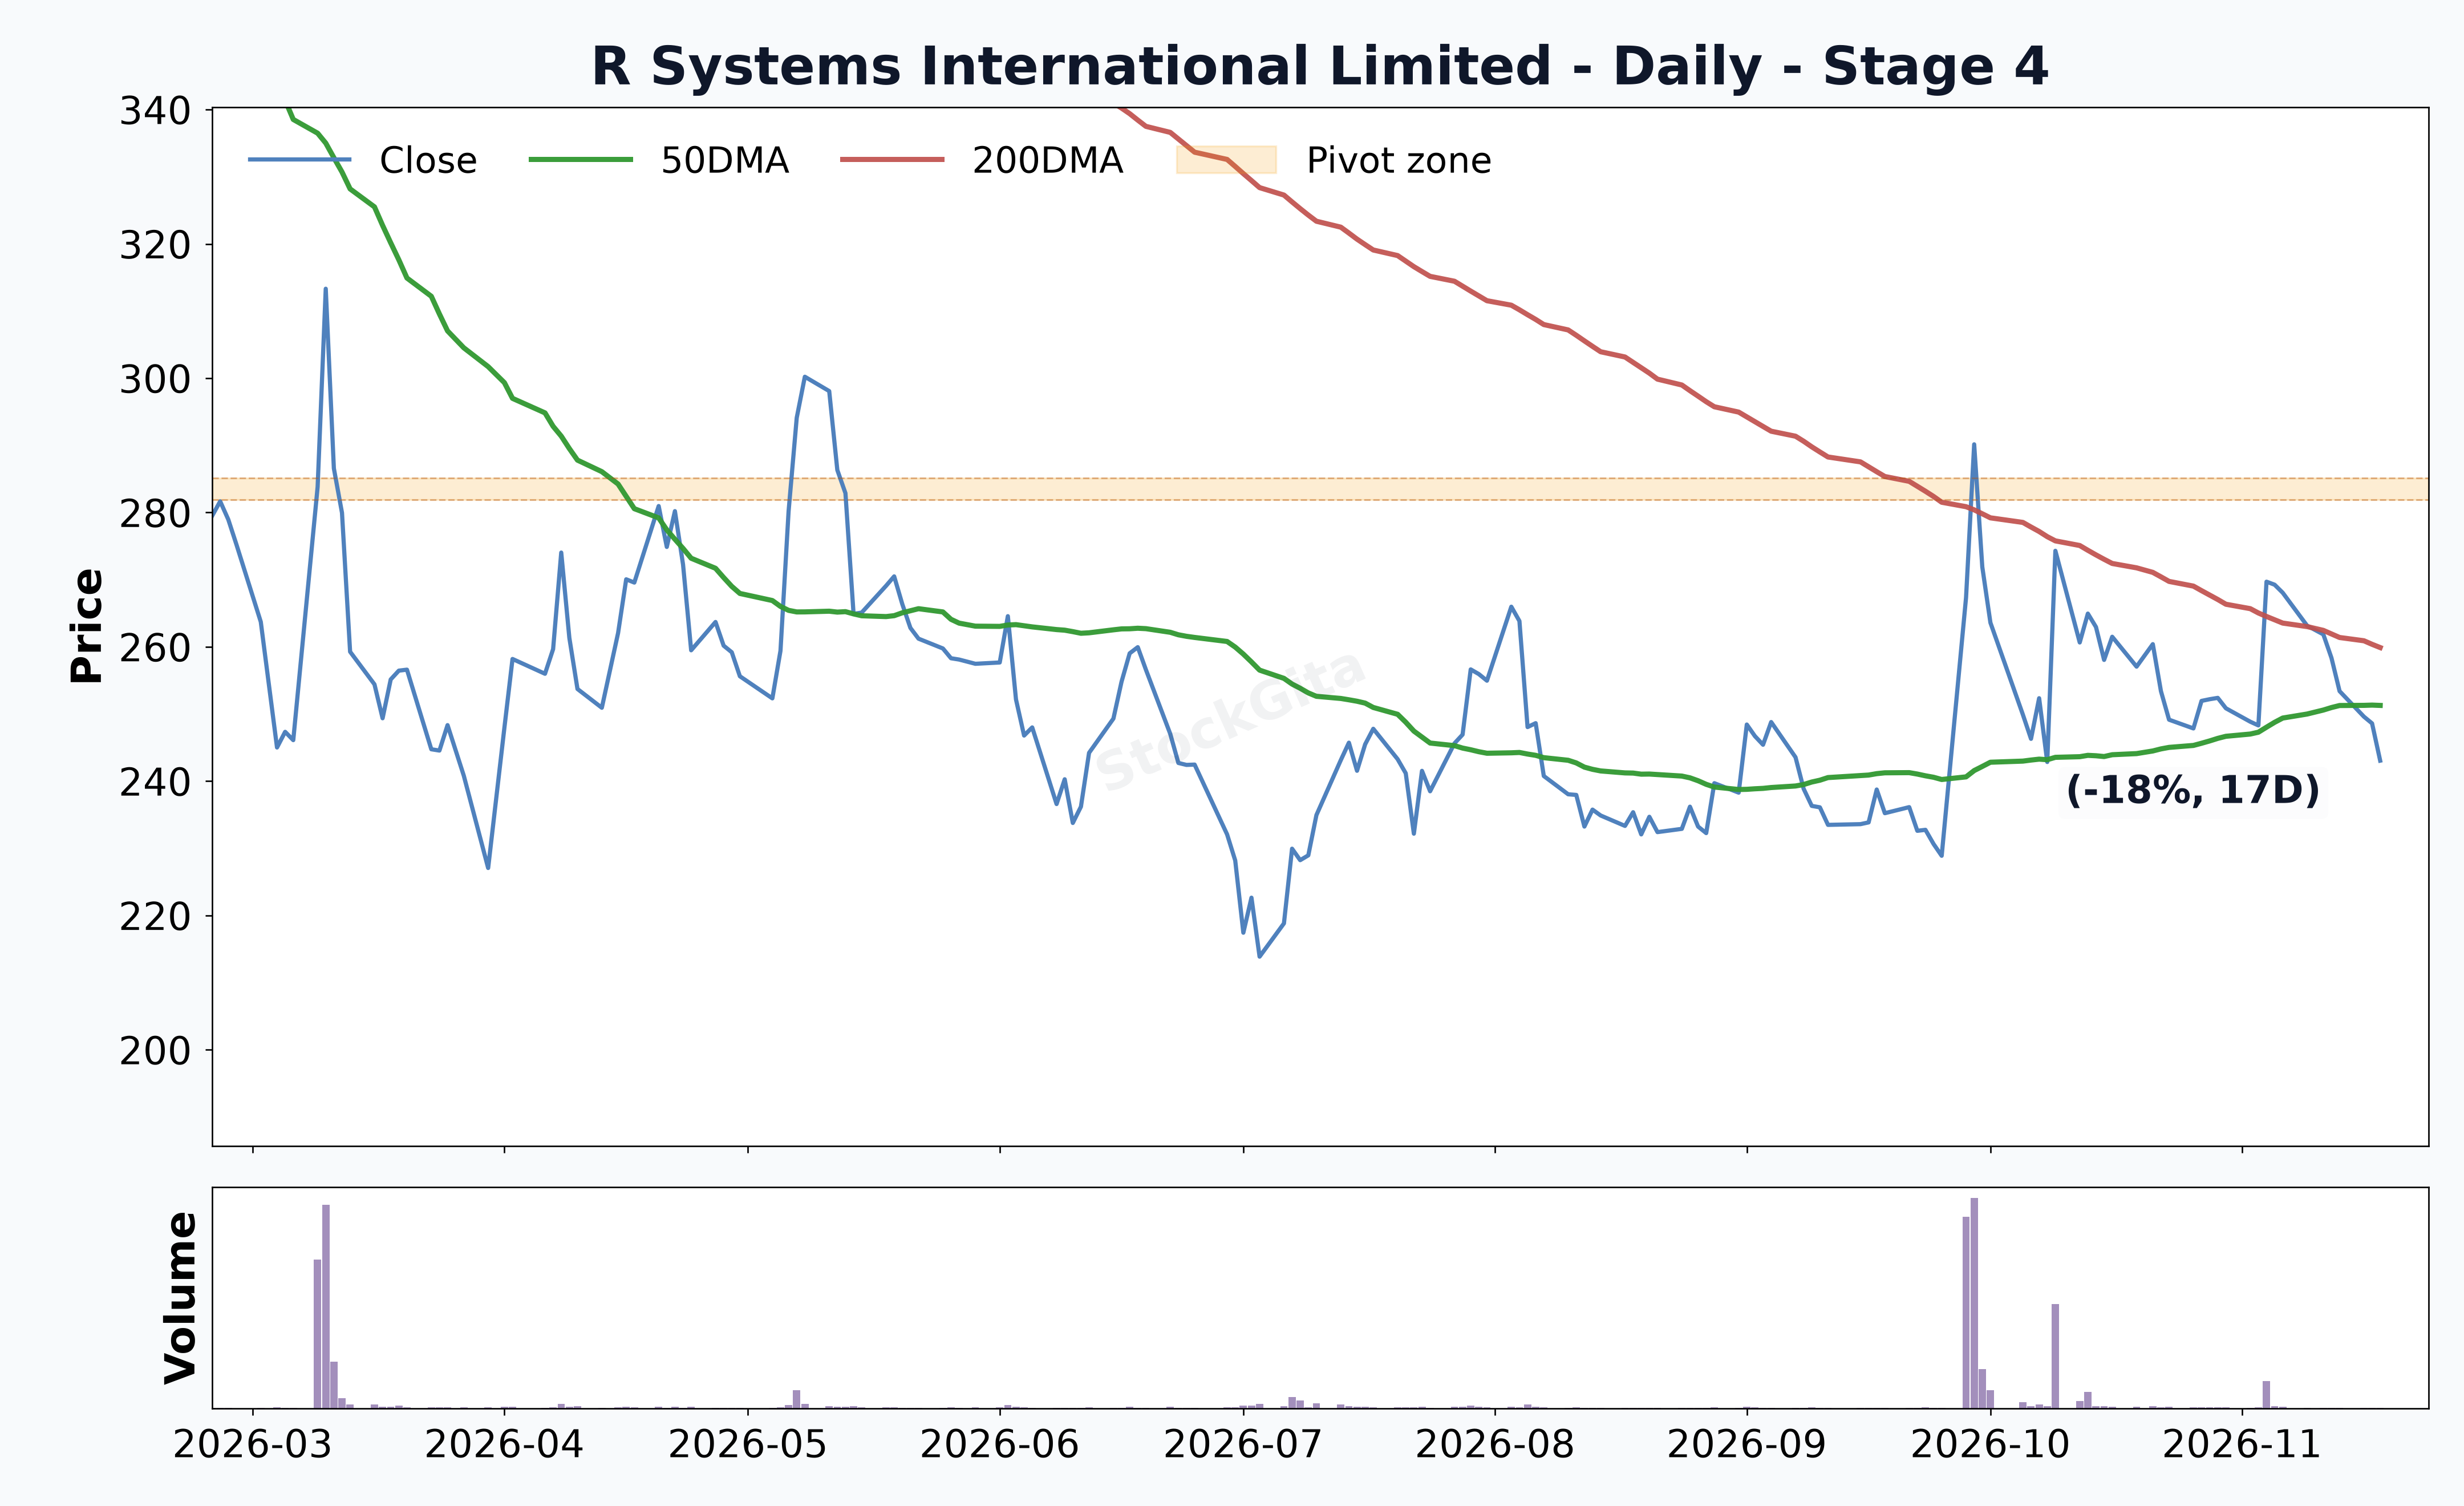 R Systems International Limited - Daily - Stage 4
340
Close 50DMA 200DMA Pivot zone
320
300
280
260
240
220
200
Price
StockGita
(-18%, 17D)
Volume
2026-03 2026-04 2026-05 2026-06 2026-07 2026-08 2026-09 2026-10 2026-11